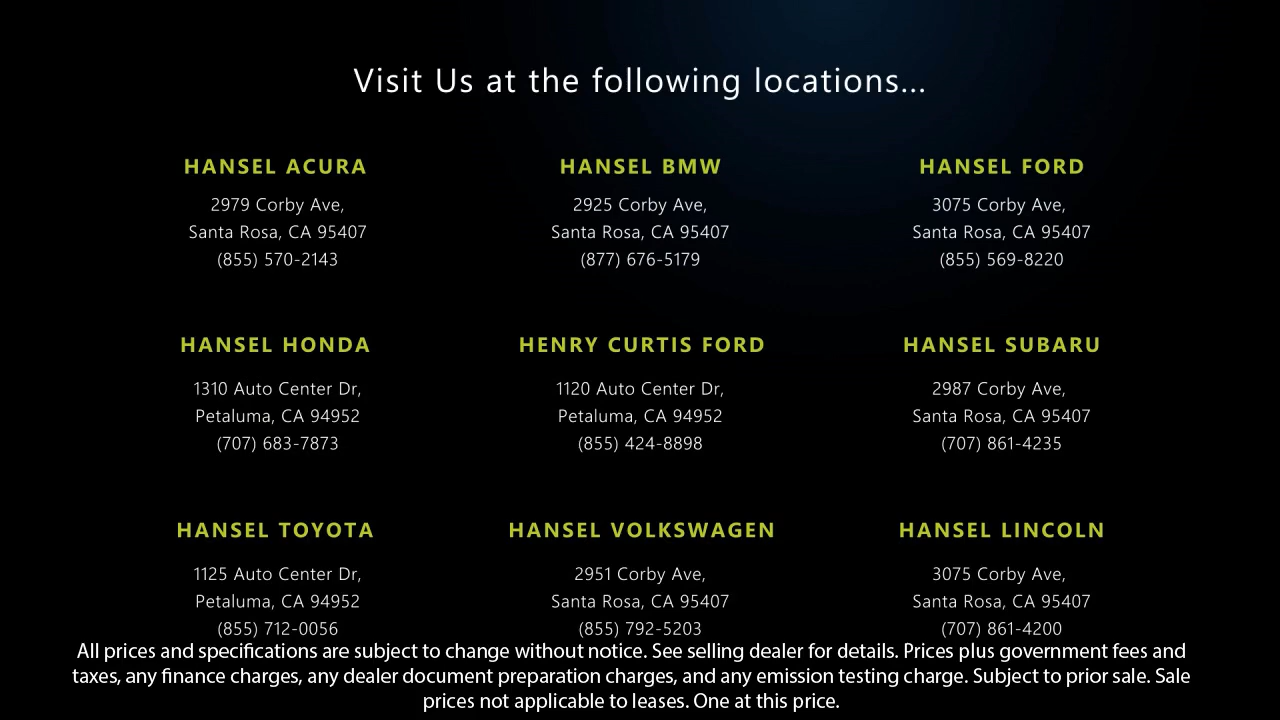 Visit Us at the following locations...
HANSEL ACURA
2979 Corby Ave,
Santa Rosa, CA 95407
(855) 570-2143
HANSEL BMW
2925 Corby Ave,
Santa Rosa, CA 95407
(877) 676-5179
HANSEL FORD
3075 Corby Ave,
Santa Rosa, CA 95407
(855) 569-8220
HANSEL HONDA
1310 Auto Center Dr,
Petaluma, CA 94952
(707) 683-7873
HENRY CURTIS FORD
1120 Auto Center Dr,
Petaluma, CA 94952
(855) 424-8898
HANSEL SUBARU
2987 Corby Ave,
Santa Rosa, CA 95407
(707) 861-4235
HANSEL TOYOTA
1125 Auto Center Dr,
Petaluma, CA 94952
(855) 712-0056
HANSEL VOLKSWAGEN
2951 Corby Ave,
Santa Rosa, CA 95407
(855) 792-5203
HANSEL LINCOLN
3075 Corby Ave,
Santa Rosa, CA 95407
(707) 861-4200
All prices and specifications are subject to change without notice. See selling dealer for details. Prices plus government fees and
taxes, any finance charges, any dealer document preparation charges, and any emission testing charge. Subject to prior sale. Sale
prices not applicable to leases. One at this price.